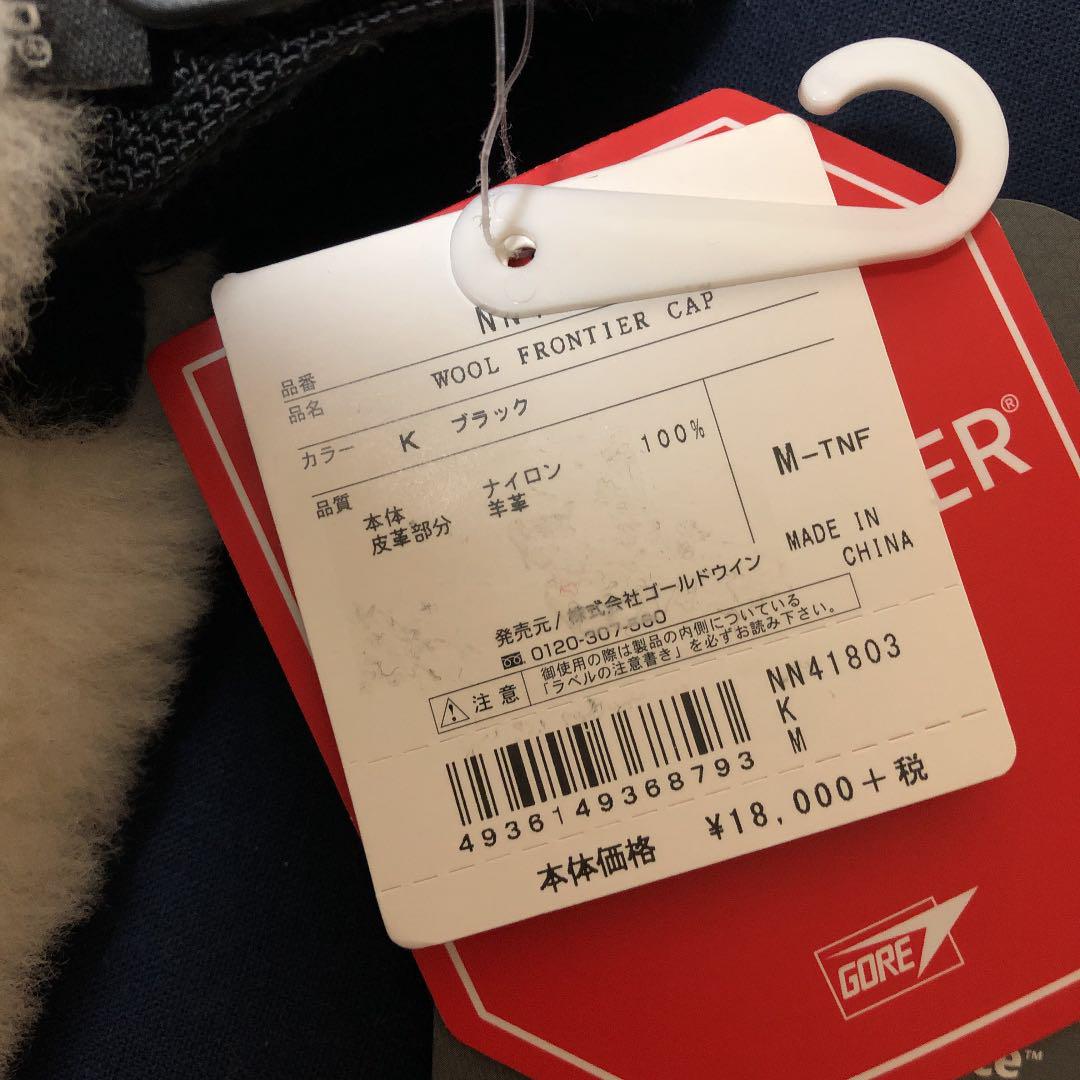 品番 NN
品名 WOOL FRONTIER CAP
カラー K ブラック
品質 本体 ナイロン 100%
皮革部分 羊革
M-TNF
MADE IN
CHINA
発売元/株式会社ゴールドウイン
0120-307-560
注意
御使用の際は製品の内側についている
「ラベルの注意書き」を必ずお読み下さい。
NN41803
K
M
4936149368793
本体価格 ¥18,000+税
ER®
GORE
™